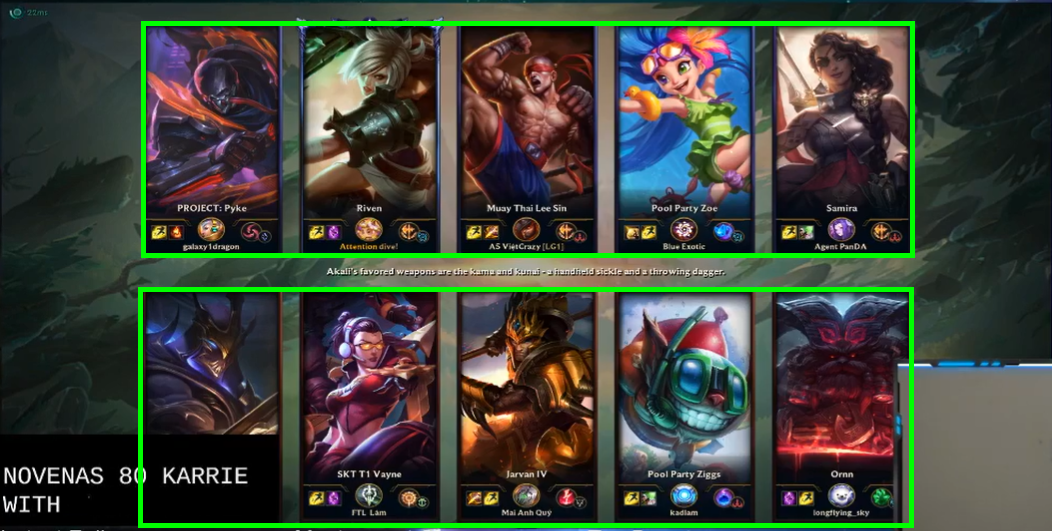 22ms
PROJECT: Pyke
galaxy1dragon
Riven
Attention dive!
Muay Thai Lee Sin
AS ViệtCrazy [LG1]
Pool Party Zoe
Blue Exotic
Samira
Agent PanDA
Akali's favored weapons are the kama and kunai - a handheld sickle and a throwing dagger.
SKT T1 Vayne
FTL Lâm
Jarvan IV
Mai Anh Quý
Pool Party Ziggs
kadlam
Ornn
longflying_sky
NOVENAS 80 KARRIE
WITH